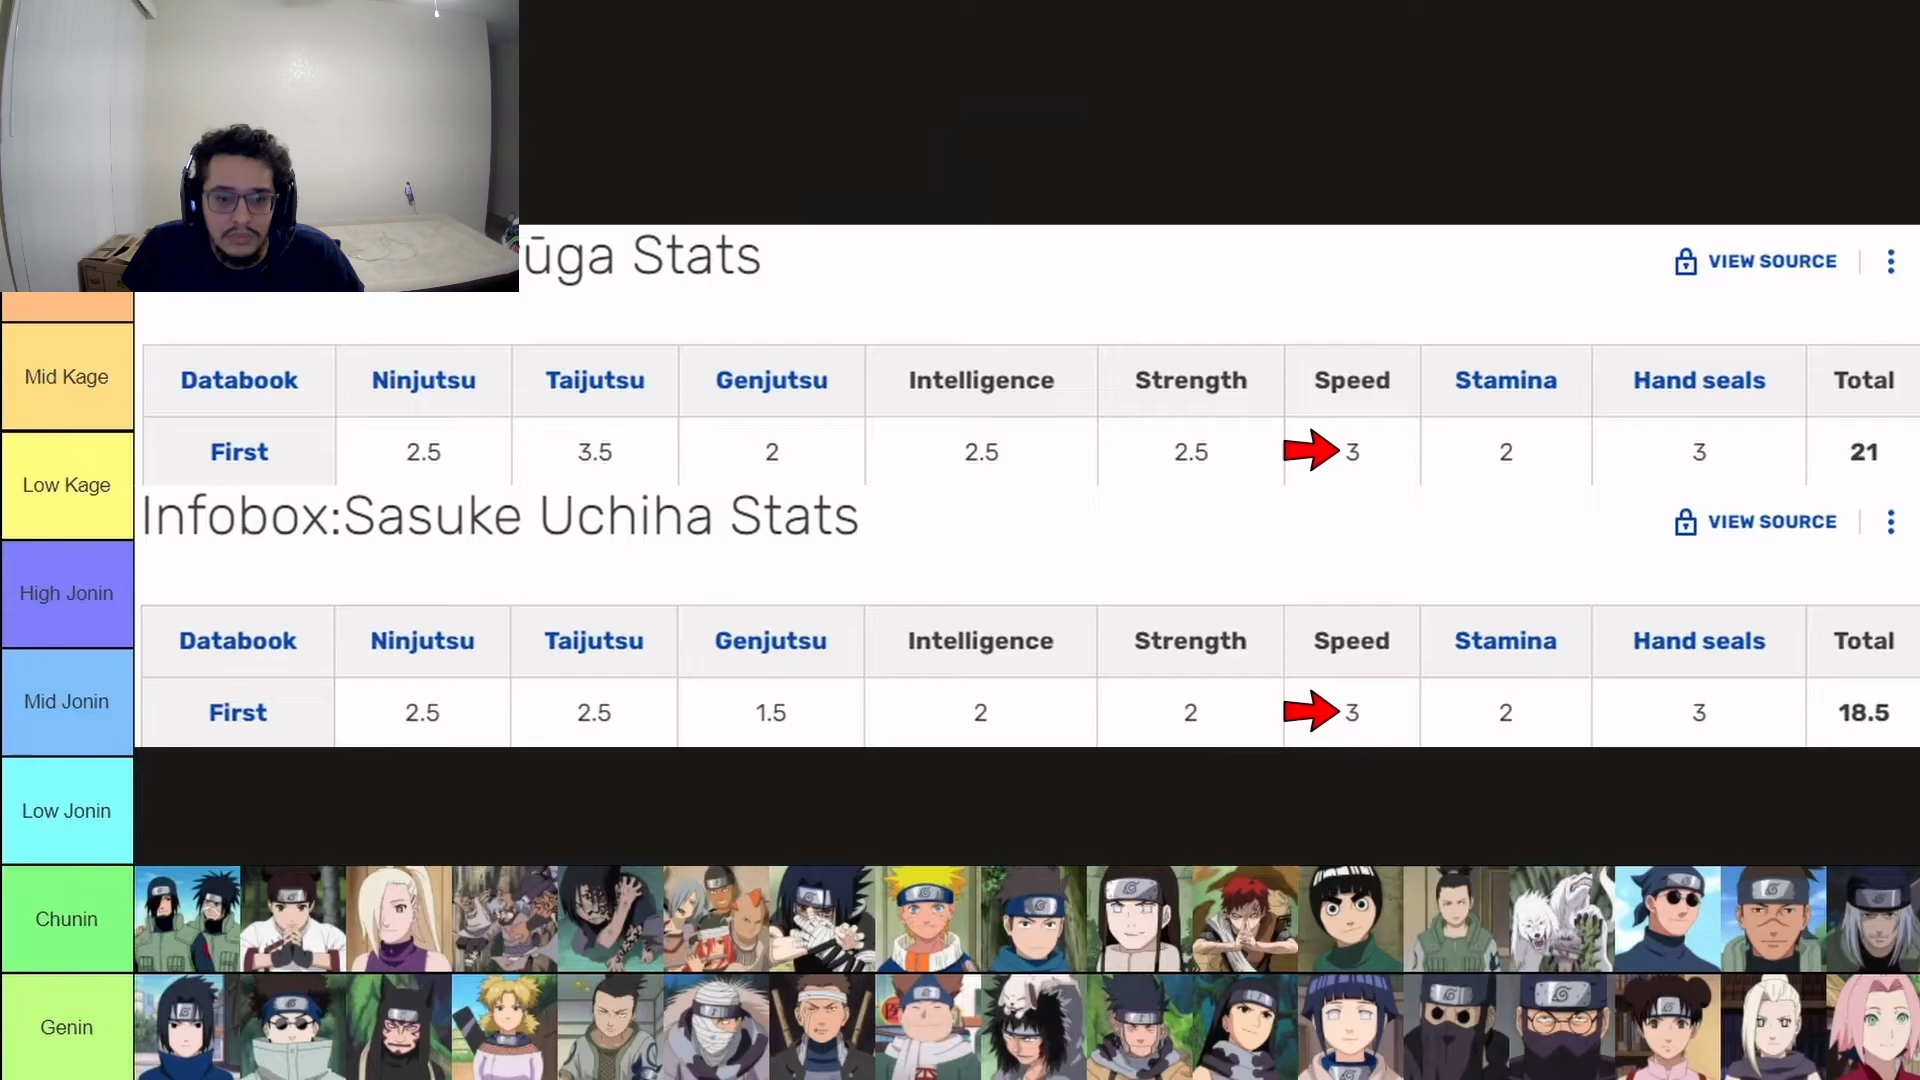 ūga Stats
VIEW SOURCE
Databook Ninjutsu Taijutsu Genjutsu Intelligence Strength Speed Stamina Hand seals Total
First 2.5 3.5 2 2.5 2.5 3 2 3 21
Infobox:Sasuke Uchiha Stats
VIEW SOURCE
Databook Ninjutsu Taijutsu Genjutsu Intelligence Strength Speed Stamina Hand seals Total
First 2.5 2.5 1.5 2 2 3 2 3 18.5
Mid Kage
Low Kage
High Jonin
Mid Jonin
Low Jonin
Chunin
Genin